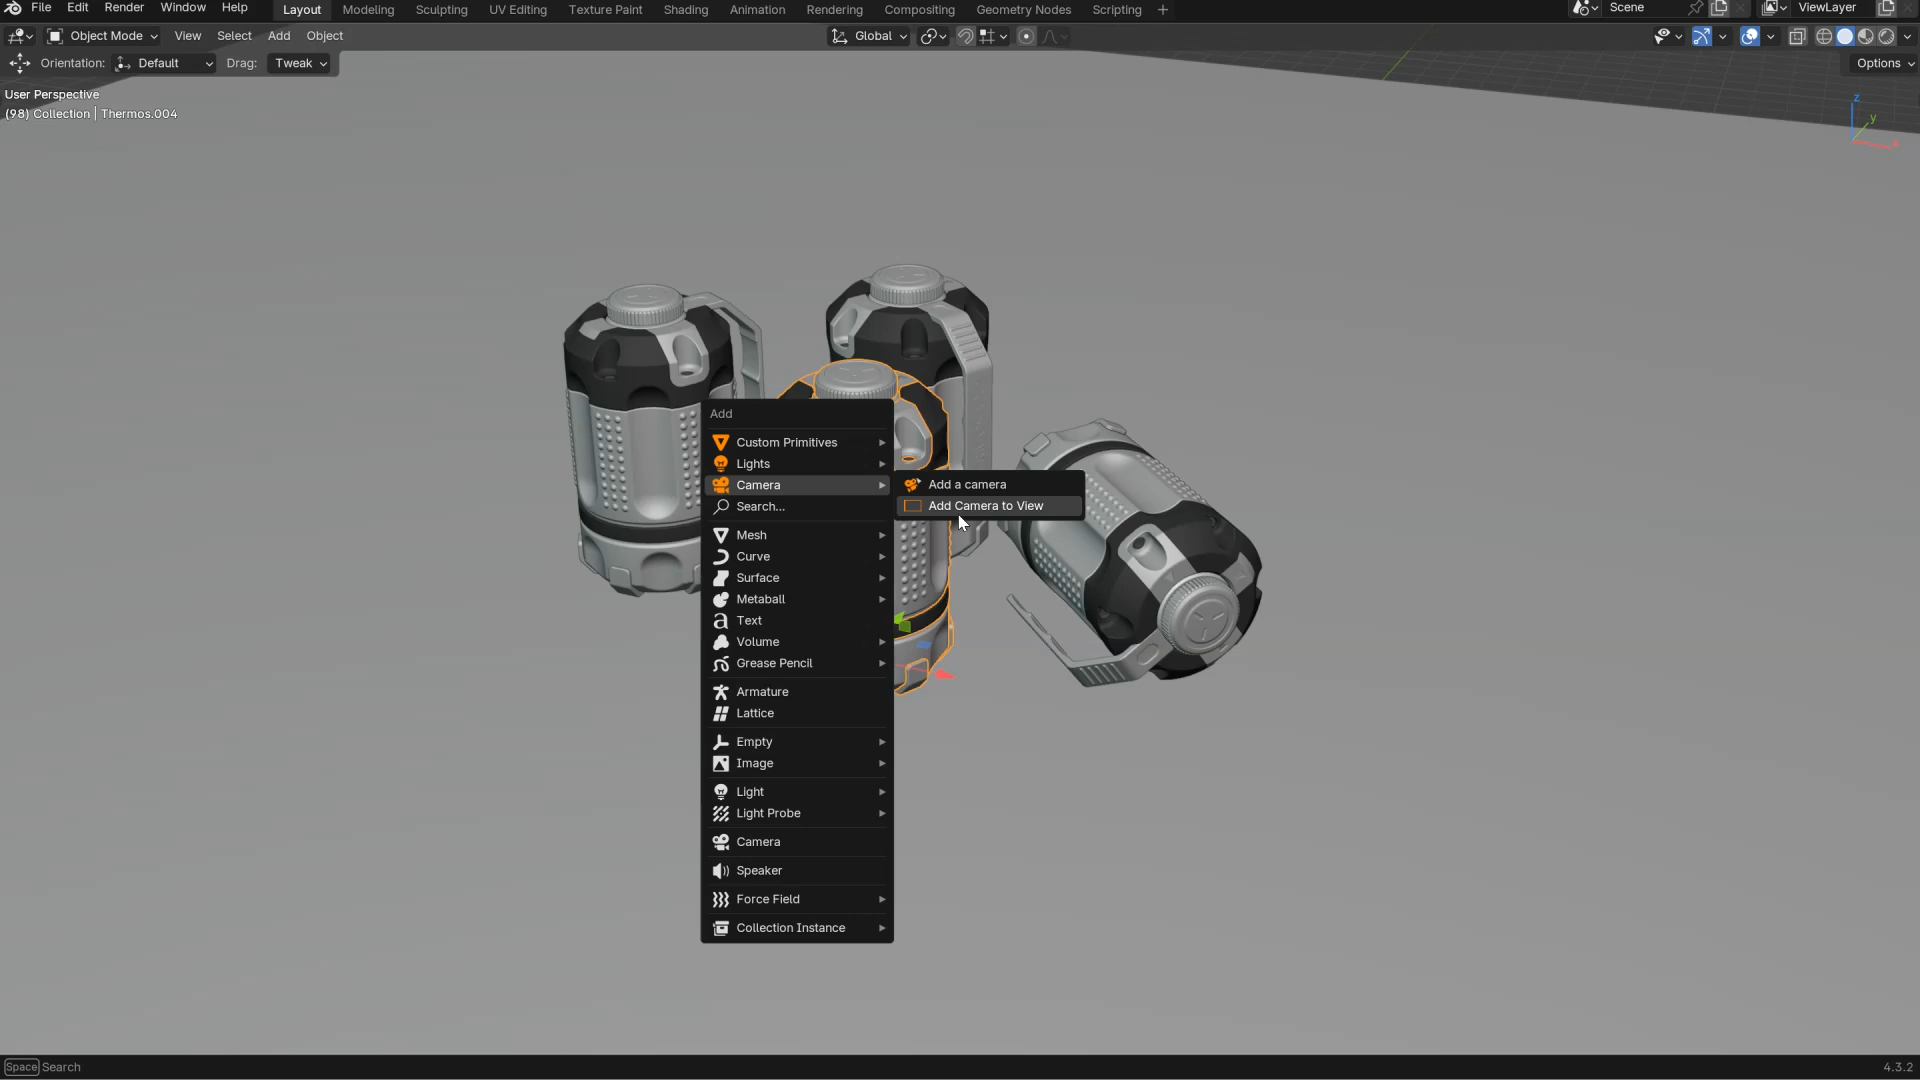 File Edit Render Window Help Layout Modeling Sculpting UV Editing Texture Paint Shading Animation Rendering Compositing Geometry Nodes Scripting + Scene ViewLayer
Object Mode View Select Add Object Global
Orientation: Default Drag: Tweak Options
User Perspective
(98) Collection | Thermos.004
z
y
x
Add
Custom Primitives
Lights
Camera
Add a camera
Search...
Add Camera to View
Mesh
Curve
Surface
Metaball
Text
Volume
Grease Pencil
Armature
Lattice
Empty
Image
Light
Light Probe
Camera
Speaker
Force Field
Collection Instance
Space Search 4.3.2